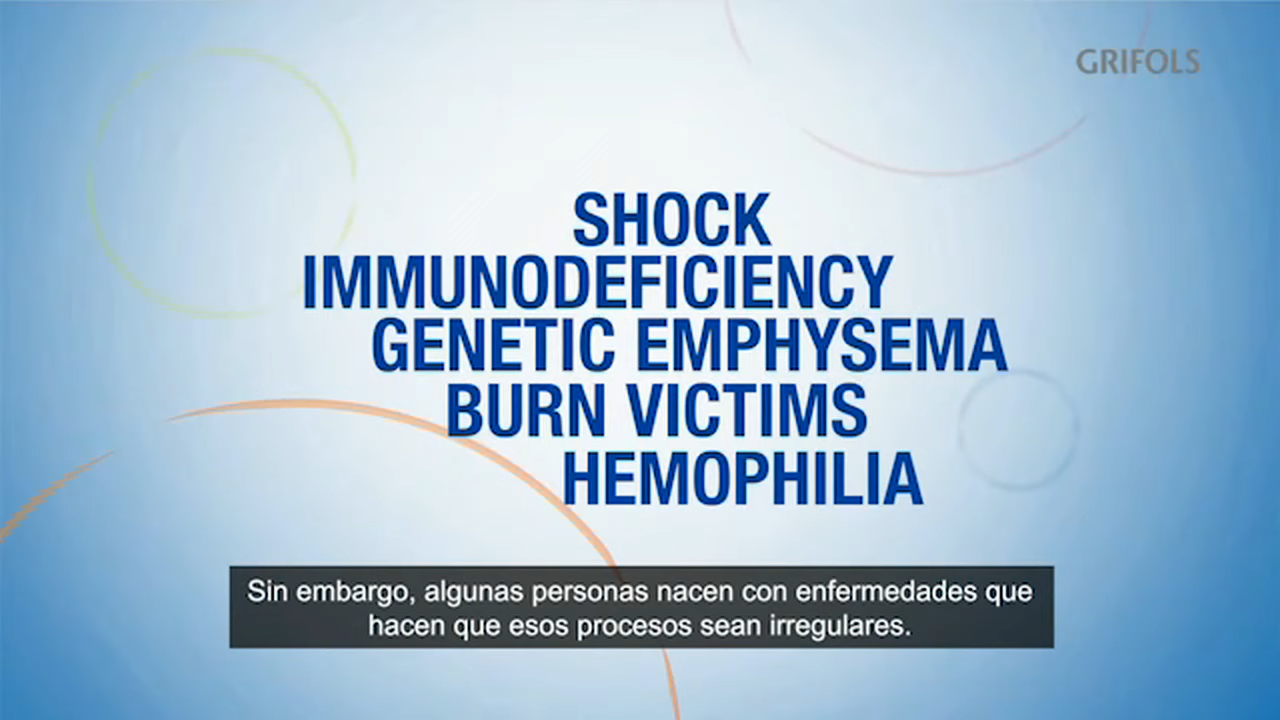 GRIFOLS
SHOCK
IMMUNODEFICIENCY
GENETIC EMPHYSEMA
BURN VICTIMS
HEMOPHILIA
Sin embargo, algunas personas nacen con enfermedades que
hacen que esos procesos sean irregulares.